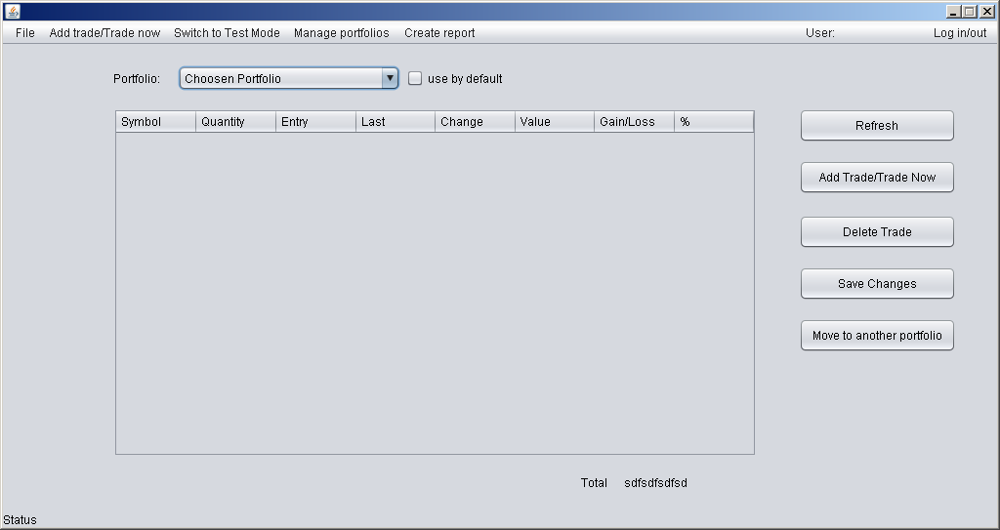 File Add trade/Trade now Switch to Test Mode Manage portfolios Create report User: Log in/out
Portfolio: Choosen Portfolio use by default
Symbol Quantity Entry Last Change Value Gain/Loss %
Refresh
Add Trade/Trade Now
Delete Trade
Save Changes
Move to another portfolio
Total sdfsdfsdfsd
Status